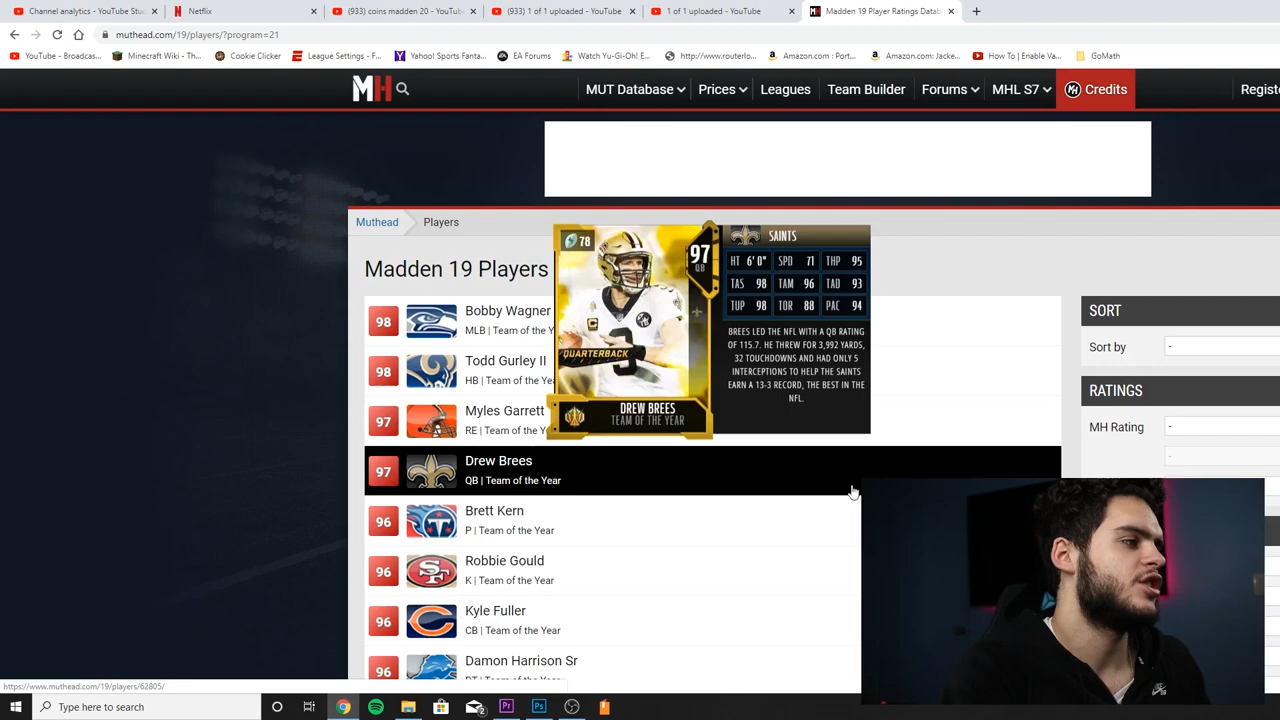 Channel analytics - YouTube Stu
Netflix
(933) coins madden 20 - YouTube
(933) 1 of 1 uploaded - YouTube
1 of 1 uploaded - YouTube
Madden 19 Player Ratings Datab
muthead.com/19/players/?program=21
YouTube - Broadcas...
Minecraft Wiki - Th...
Cookie Clicker
League Settings - F...
Yahoo! Sports Fanta...
EA Forums
Watch Yu-Gi-Oh! E...
http://www.routerlo...
Amazon.com : Port...
Amazon.com: Jacke...
How To | Enable Va...
GoMath
MH
MUT Database
Prices
Leagues
Team Builder
Forums
MHL S7
Credits
Registe
Muthead
Players
Madden 19 Players
98
Bobby Wagner
MLB | Team of the Y
98
Todd Gurley II
HB | Team of the Yea
97
Myles Garrett
RE | Team of the Y
97
Drew Brees
QB | Team of the Year
96
Brett Kern
P | Team of the Year
96
Robbie Gould
K | Team of the Year
96
Kyle Fuller
CB | Team of the Year
96
Damon Harrison Sr
78
97
QB
QUARTERBACK
DREW BREES
TEAM OF THE YEAR
SAINTS
HT 6' 0" SPD 71 THP 95
TAS 98 TAM 96 TAD 93
TUP 98 TOR 88 PAC 94
BREES LED THE NFL WITH A QB RATING
OF 115.7. HE THREW FOR 3,992 YARDS,
32 TOUCHDOWNS AND HAD ONLY 5
INTERCEPTIONS TO HELP THE SAINTS
EARN A 13-3 RECORD, THE BEST IN THE
NFL.
SORT
Sort by
-
RATINGS
MH Rating
-
-
https://www.muthead.com/19/players/62805/
Type here to search
2
Pr
Ps